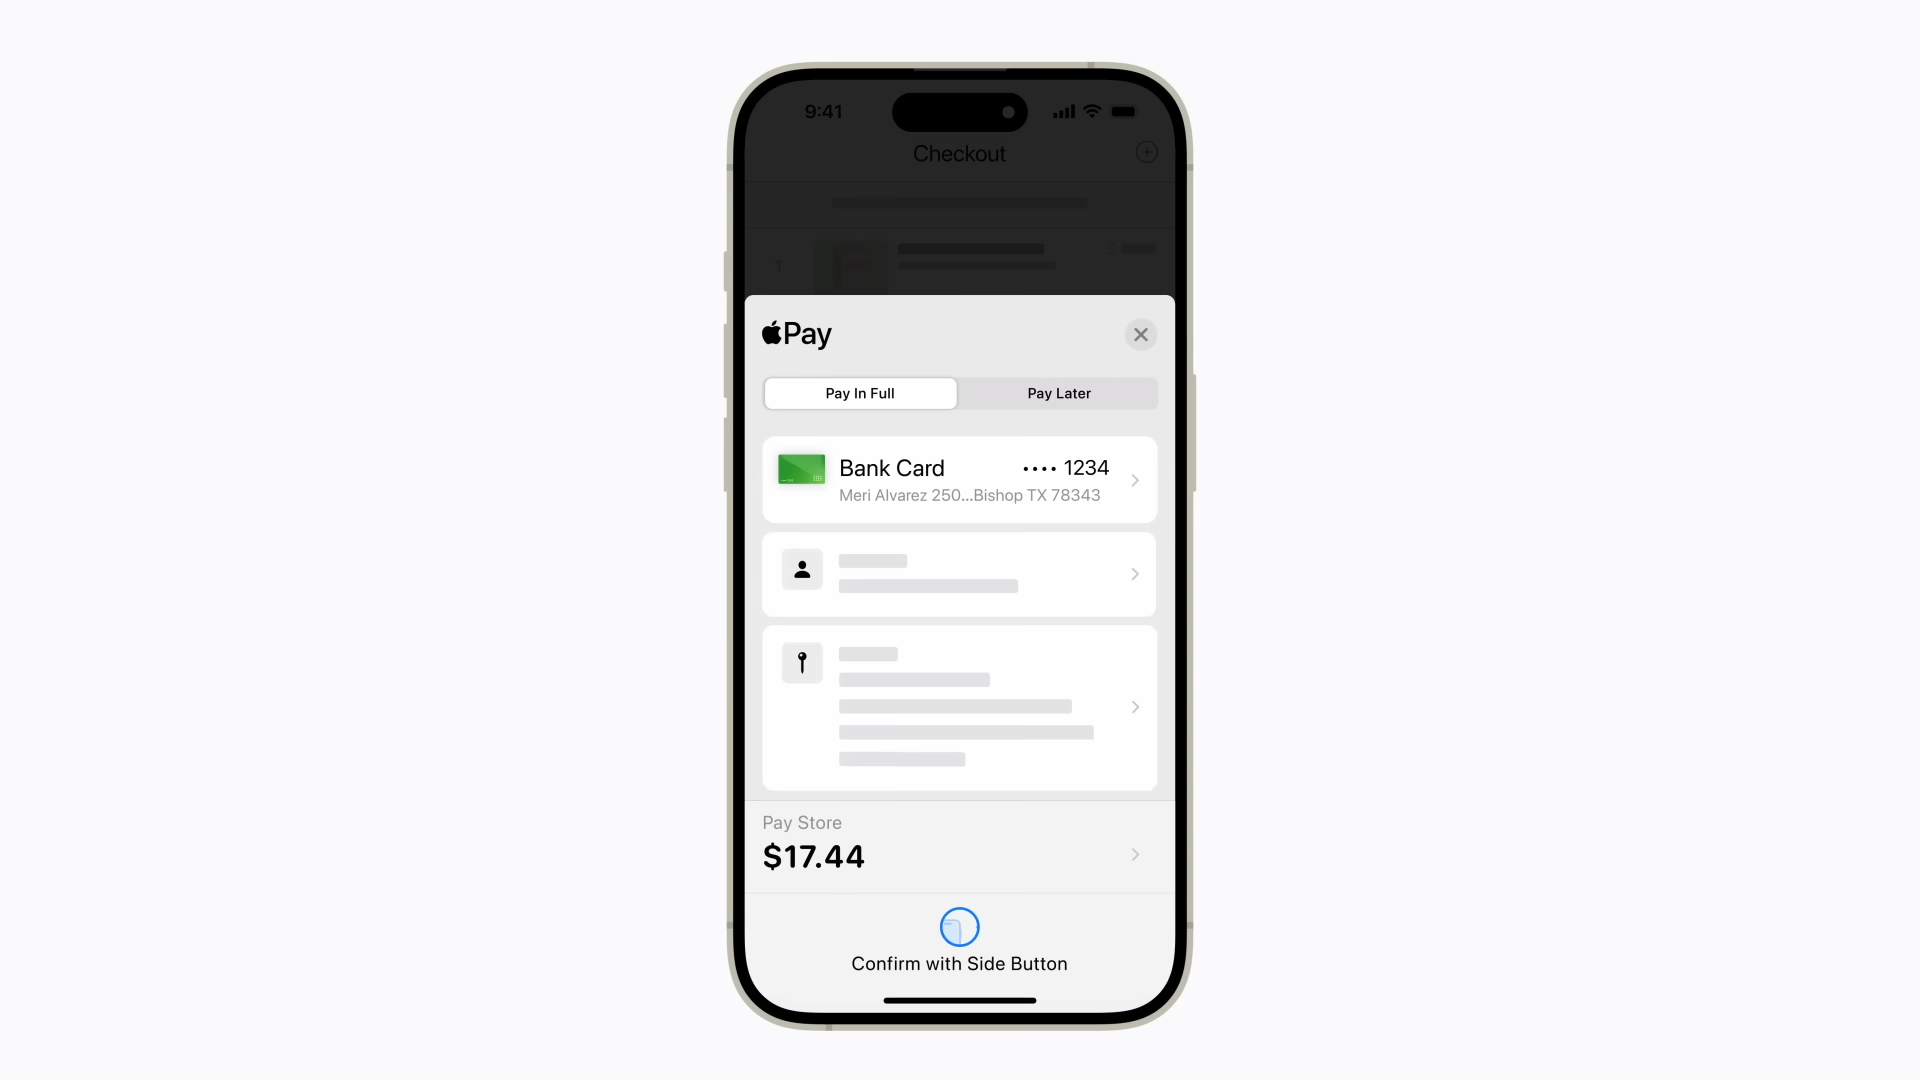 9:41
Checkout
1
Pay
Pay In Full Pay Later
Bank Card •••• 1234
Meri Alvarez 250...Bishop TX 78343
Pay Store
$17.44
Confirm with Side Button